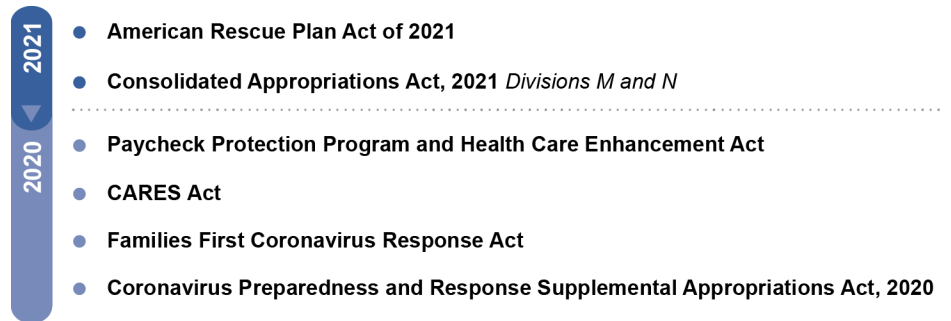 2021
American Rescue Plan Act of 2021
Consolidated Appropriations Act, 2021 Divisions M and N
2020
Paycheck Protection Program and Health Care Enhancement Act
CARES Act
Families First Coronavirus Response Act
Coronavirus Preparedness and Response Supplemental Appropriations Act, 2020